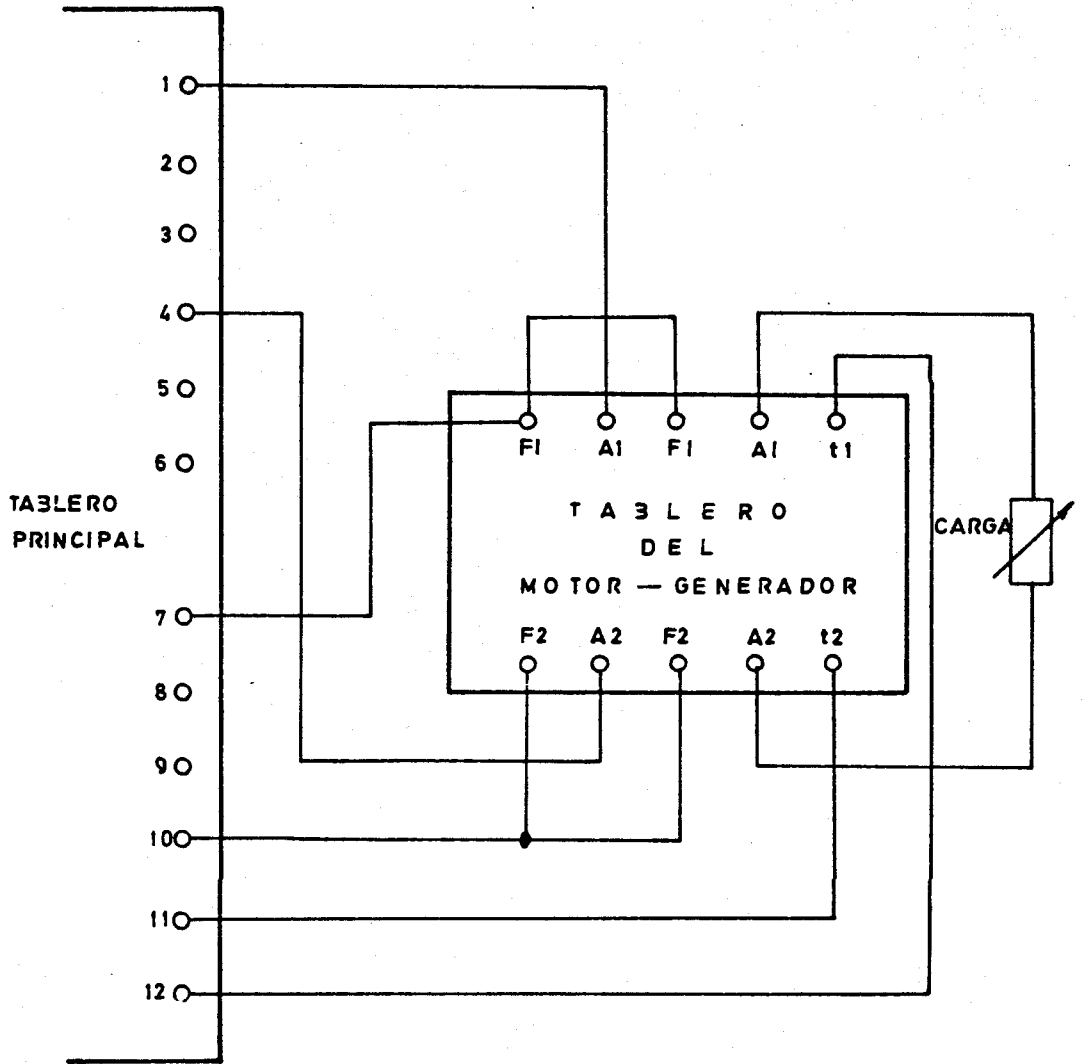 1
2
3
4
5
6
TABLERO
PRINCIPAL
7
8
9
10
11
12
F1 A1 F1 A1 t1
TABLERO
DEL
MOTOR — GENERADOR
F2 A2 F2 A2 t2
CARGA